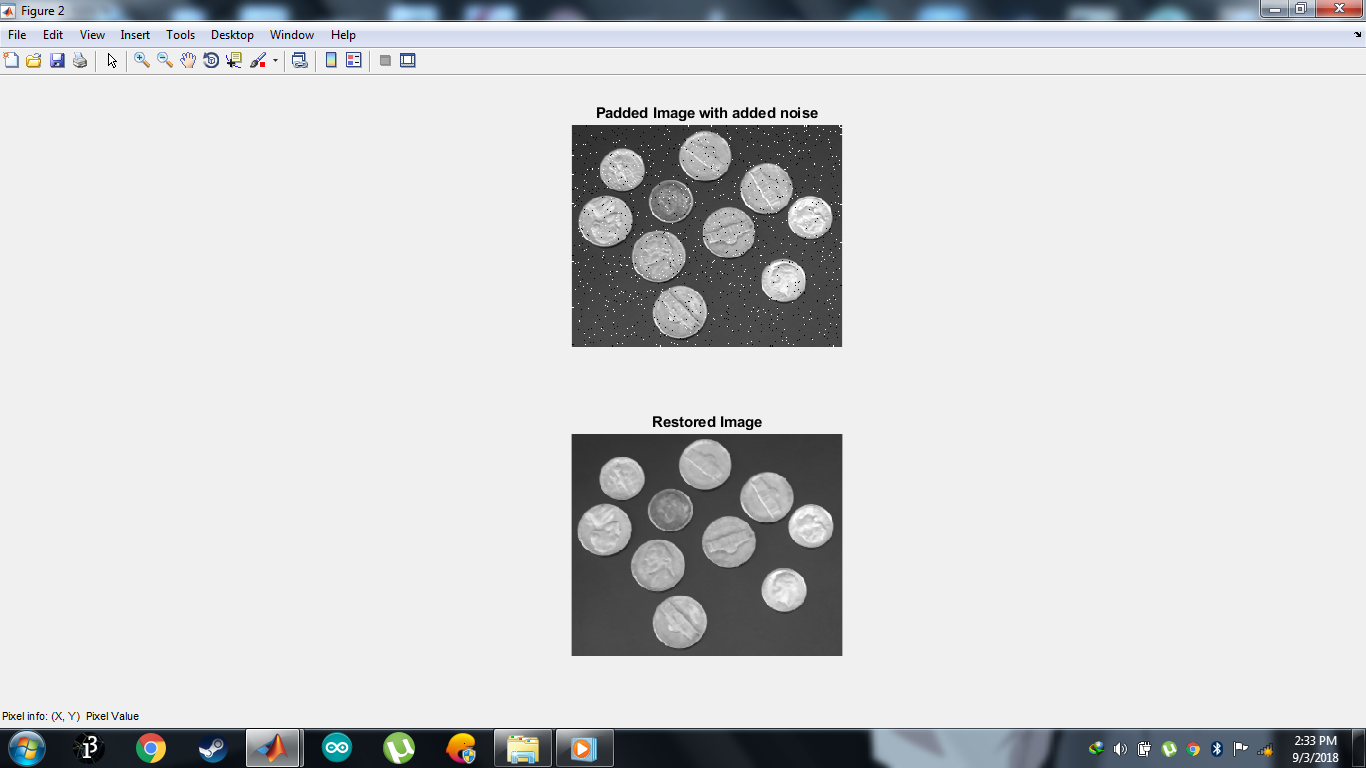 Figure 2
File Edit View Insert Tools Desktop Window Help
Padded Image with added noise
Restored Image
Pixel info: (X, Y) Pixel Value
2:33 PM
9/3/2018